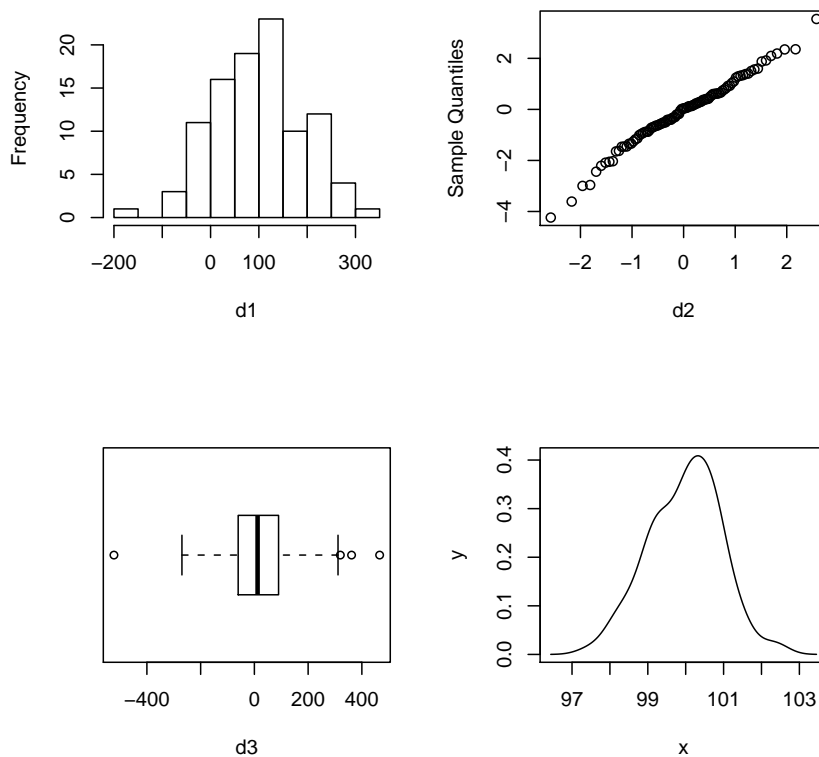 Frequency
0 5 10 15 20
−200 0 100 300
d1
Sample Quantiles
−4 −2 0 2
−2 −1 0 1 2
d2
−400 0 200 400
d3
y
0.0 0.1 0.2 0.3 0.4
97 99 101 103
x